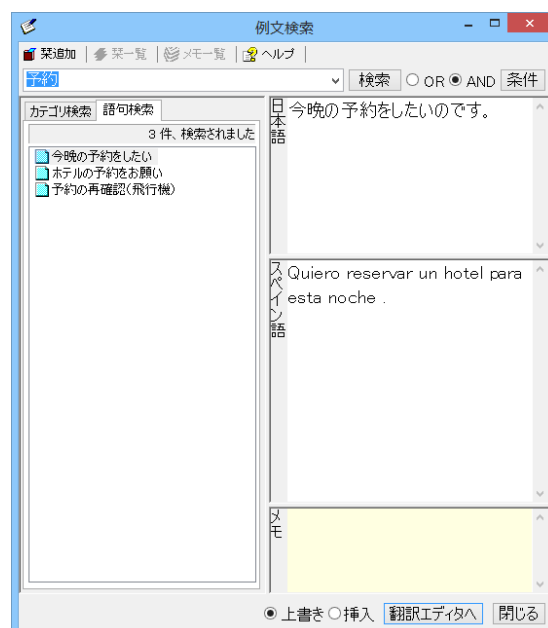 例文検索
栞追加 栞一覧 メモ一覧 ヘルプ
予約 検索 OR AND 条件
カテゴリ検索 語句検索
3 件、検索されました
今晩の予約をしたい
ホテルの予約をお願い
予約の再確認(飛行機)
日本語
今晩の予約をしたいのです。
スペイン語
Quiero reservar un hotel para
esta noche .
メモ
上書き 挿入 翻訳エディタへ 閉じる